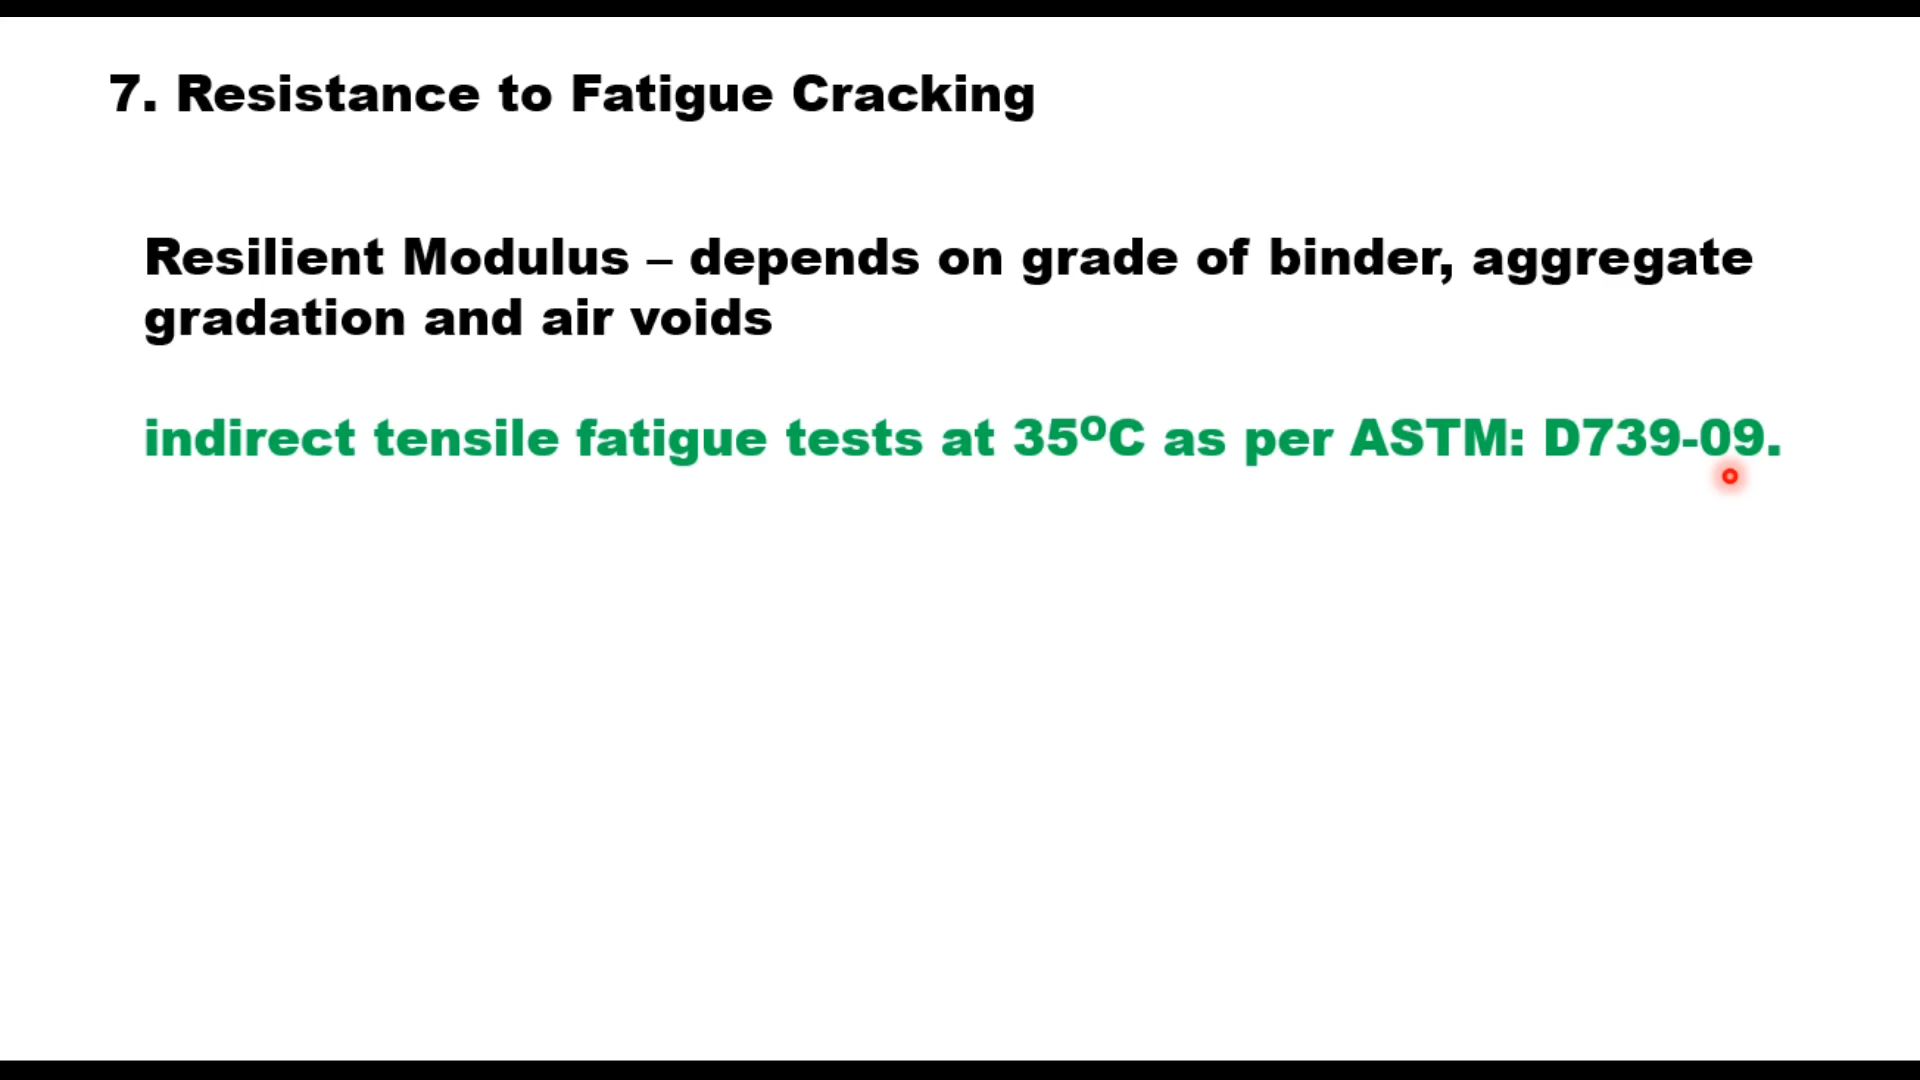 7. Resistance to Fatigue Cracking
Resilient Modulus – depends on grade of binder, aggregate
gradation and air voids
indirect tensile fatigue tests at 35ºC as per ASTM: D739-09.